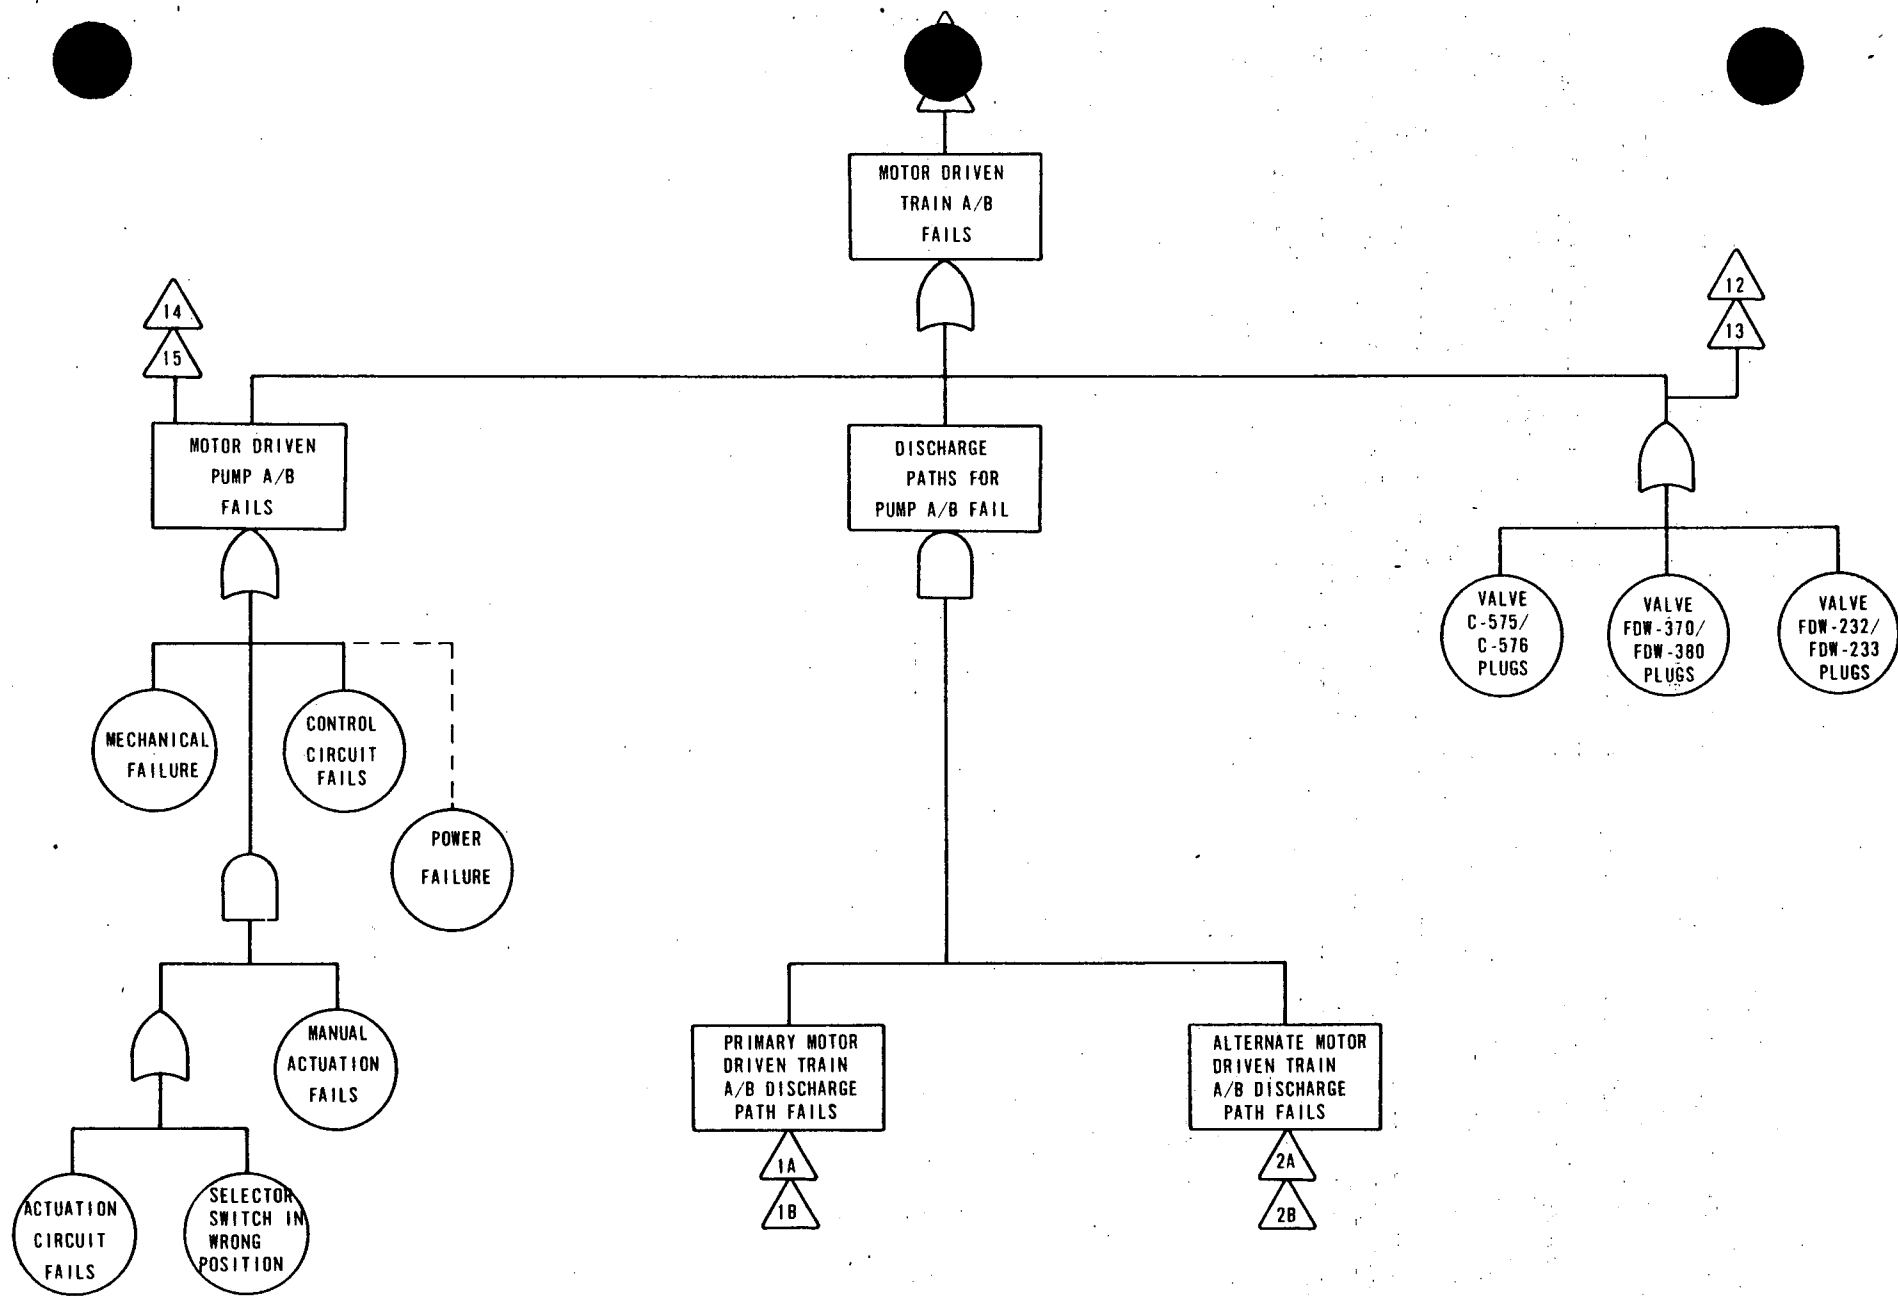 MOTOR DRIVEN
TRAIN A/B
FAILS
14
15
12
13
MOTOR DRIVEN
PUMP A/B
FAILS
DISCHARGE
PATHS FOR
PUMP A/B FAIL
VALVE
C-575/
C-576
PLUGS
VALVE
FDW-370/
FDW-380
PLUGS
VALVE
FDW-232/
FDW-233
PLUGS
MECHANICAL
FAILURE
CONTROL
CIRCUIT
FAILS
POWER
FAILURE
MANUAL
ACTUATION
FAILS
PRIMARY MOTOR
DRIVEN TRAIN
A/B DISCHARGE
PATH FAILS
ALTERNATE MOTOR
DRIVEN TRAIN
A/B DISCHARGE
PATH FAILS
1A
1B
2A
2B
ACTUATION
CIRCUIT
FAILS
SELECTOR
SWITCH IN
WRONG
POSITION